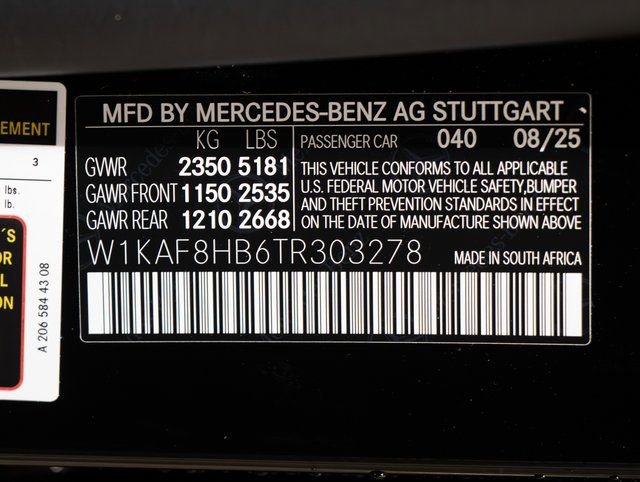 MFD BY MERCEDES-BENZ AG STUTTGART
KG LBS
GVWR 2350 5181
GAWR FRONT 1150 2535
GAWR REAR 1210 2668
PASSENGER CAR 040 08/25
THIS VEHICLE CONFORMS TO ALL APPLICABLE
U.S. FEDERAL MOTOR VEHICLE SAFETY,BUMPER
AND THEFT PREVENTION STANDARDS IN EFFECT
ON THE DATE OF MANUFACTURE SHOWN ABOVE
W1KAF8HB6TR303278
MADE IN SOUTH AFRICA
EMENT
3
lbs.
lb.
´S
OR
L
ON
A 206 584 43 08